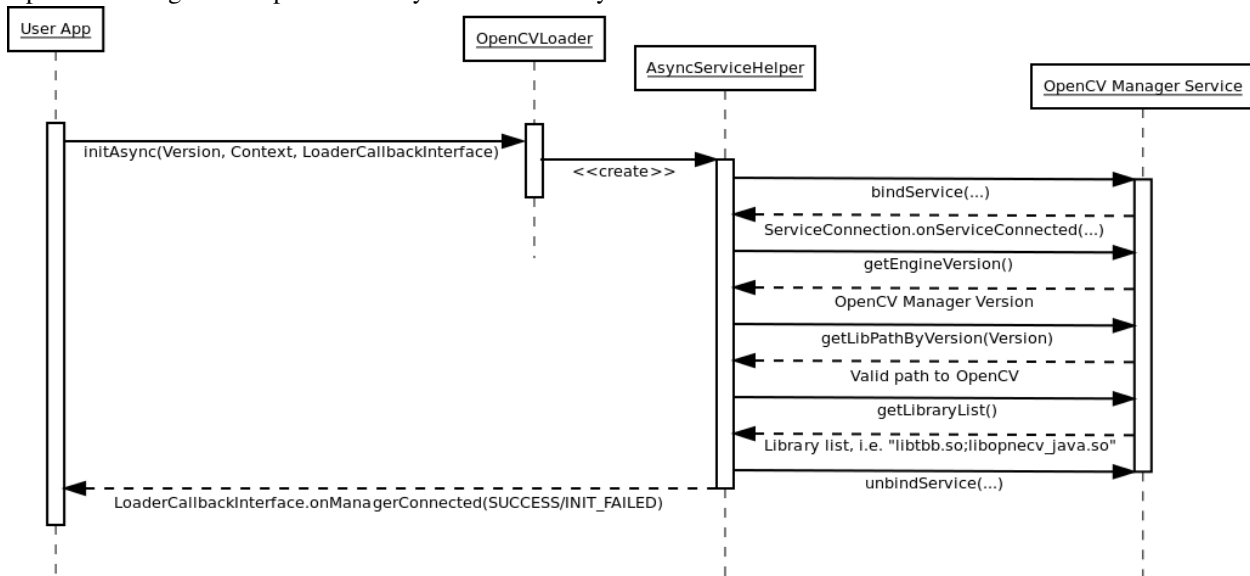 User App
OpenCVLoader
AsyncServiceHelper
OpenCV Manager Service
initAsync(Version, Context, LoaderCallbackInterface)
<<create>>
bindService(...)
ServiceConnection.onServiceConnected(...)
getEngineVersion()
OpenCV Manager Version
getLibPathByVersion(Version)
Valid path to OpenCV
getLibraryList()
Library list, i.e. "libtbb.so;libopnecv_java.so"
unbindService(...)
LoaderCallbackInterface.onManagerConnected(SUCCESS/INIT_FAILED)